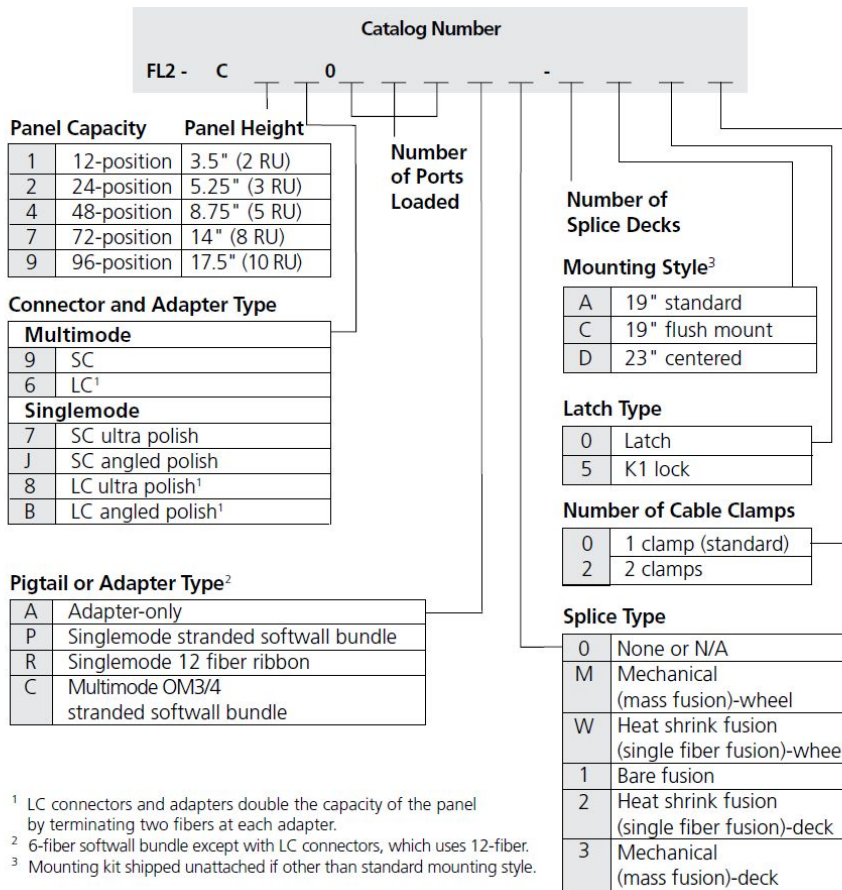 Catalog Number
FL2 - C _ _ 0 _ _ _ _ _ - _ _ _ _
Panel Capacity Panel Height
1 12-position 3.5" (2 RU)
2 24-position 5.25" (3 RU)
4 48-position 8.75" (5 RU)
7 72-position 14" (8 RU)
9 96-position 17.5" (10 RU)
Connector and Adapter Type
Multimode
9 SC
6 LC¹
Singlemode
7 SC ultra polish
J SC angled polish
8 LC ultra polish¹
B LC angled polish¹
Pigtail or Adapter Type²
A Adapter-only
P Singlemode stranded softwall bundle
R Singlemode 12 fiber ribbon
C Multimode OM3/4
stranded softwall bundle
¹ LC connectors and adapters double the capacity of the panel
by terminating two fibers at each adapter.
² 6-fiber softwall bundle except with LC connectors, which uses 12-fiber.
³ Mounting kit shipped unattached if other than standard mounting style.
Number
of Ports
Loaded
Number of
Splice Decks
Mounting Style³
A 19" standard
C 19" flush mount
D 23" centered
Latch Type
0 Latch
5 K1 lock
Number of Cable Clamps
0 1 clamp (standard)
2 2 clamps
Splice Type
0 None or N/A
M Mechanical
(mass fusion)-wheel
W Heat shrink fusion
(single fiber fusion)-whee
1 Bare fusion
2 Heat shrink fusion
(single fiber fusion)-deck
3 Mechanical
(mass fusion)-deck